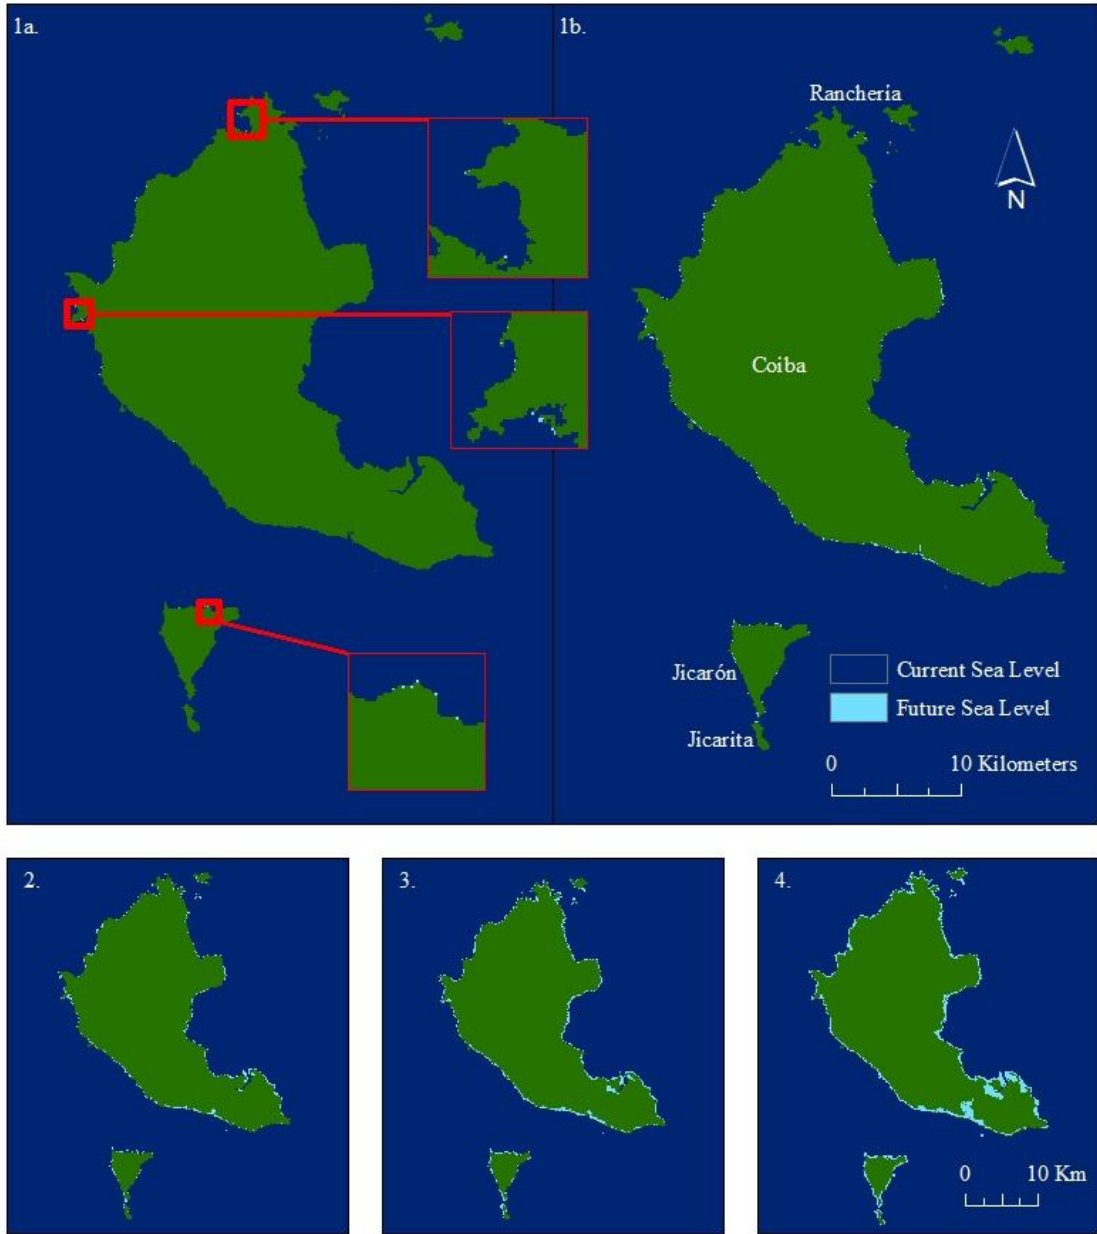 1a.
1b.
Rancheria
N
Coiba
Jicarón
Current Sea Level
Future Sea Level
Jicarita
0 10 Kilometers
2.
3.
4.
0 10 Km